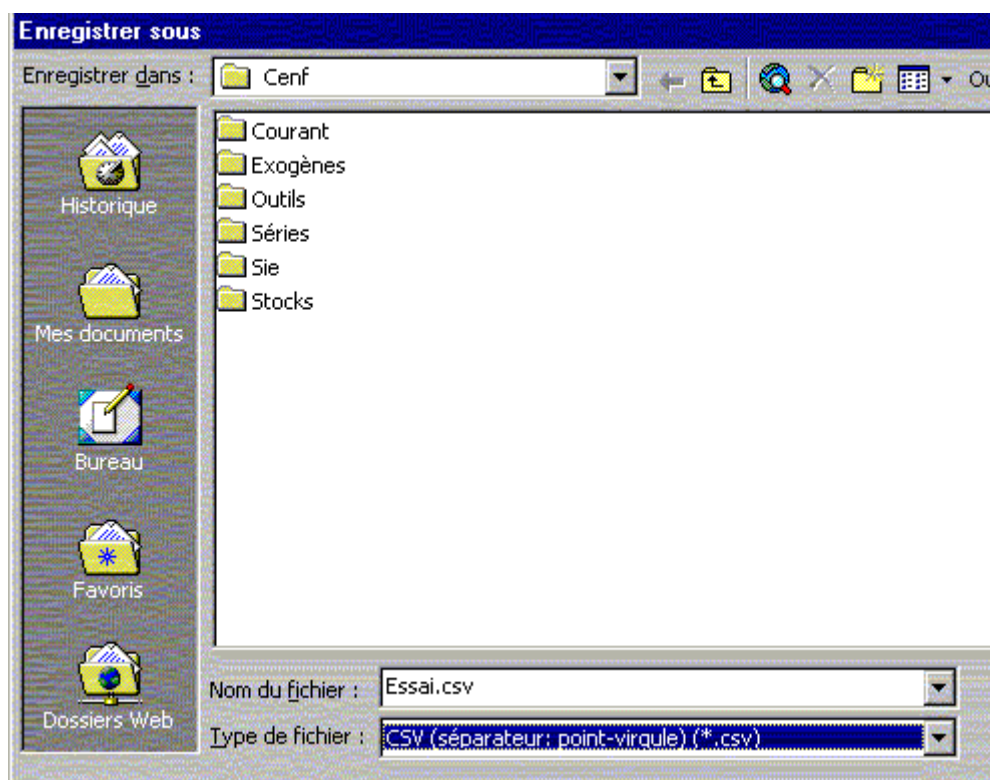 Enregistrer sous
Enregistrer dans :
Cenf
Historique
Mes documents
Bureau
Favoris
Dossiers Web
Courant
Exogènes
Outils
Séries
Sie
Stocks
Nom du fichier :
Essai.csv
Type de fichier :
CSV (séparateur: point-virgule) (*.csv)